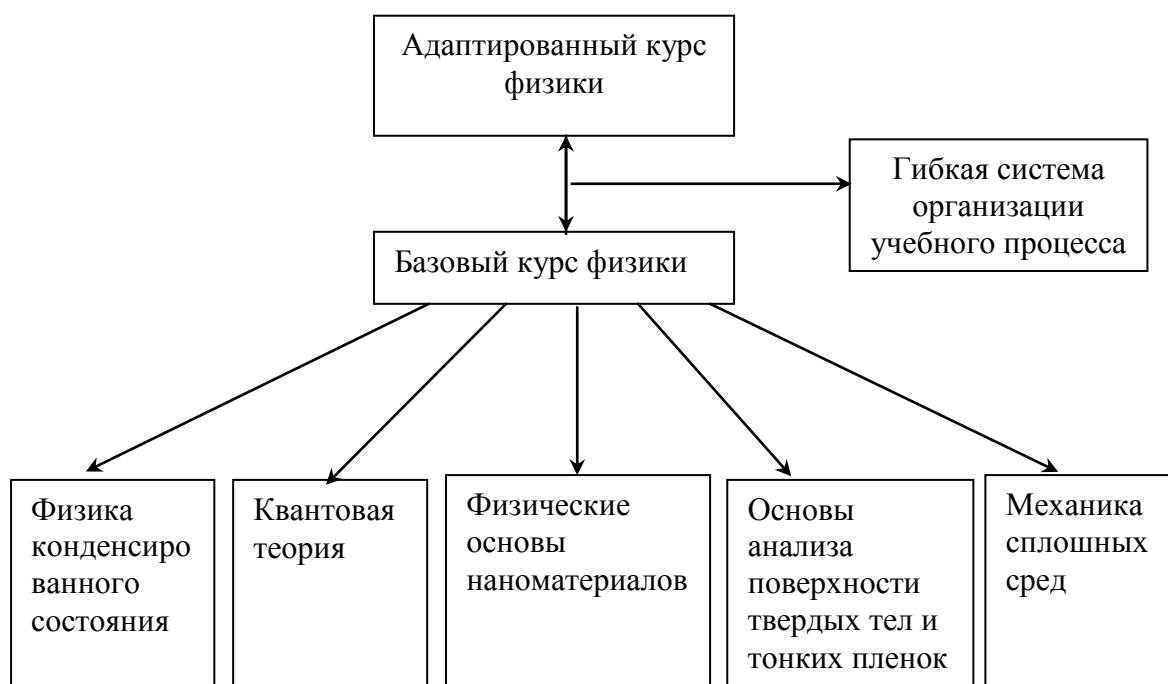 Адаптированный курс
физики
Гибкая система
организации
учебного процесса
Базовый курс физики
Физика
конденсиро
ванного
состояния
Квантовая
теория
Физические
основы
наноматериалов
Основы
анализа
поверхности
твердых тел и
тонких пленок
Механика
сплошных
сред